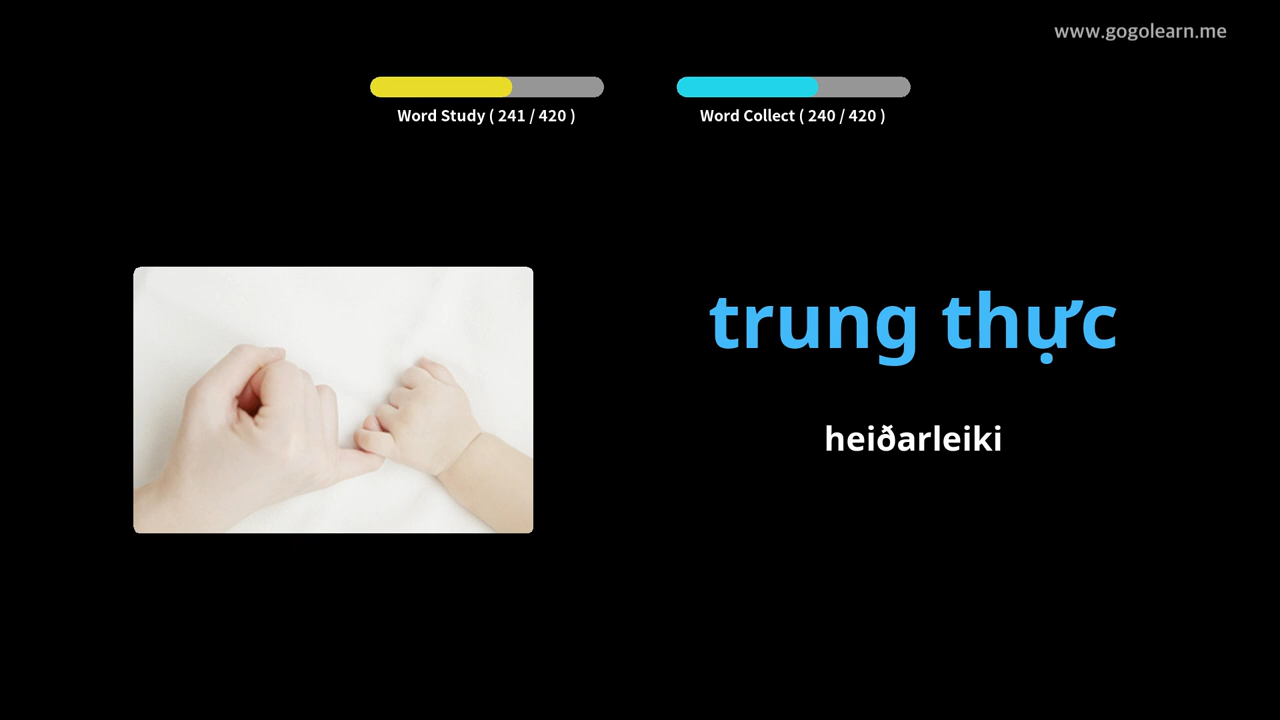 www.gogolearn.me
Word Study ( 241 / 420 )
Word Collect ( 240 / 420 )
trung thực
heiðarleiki